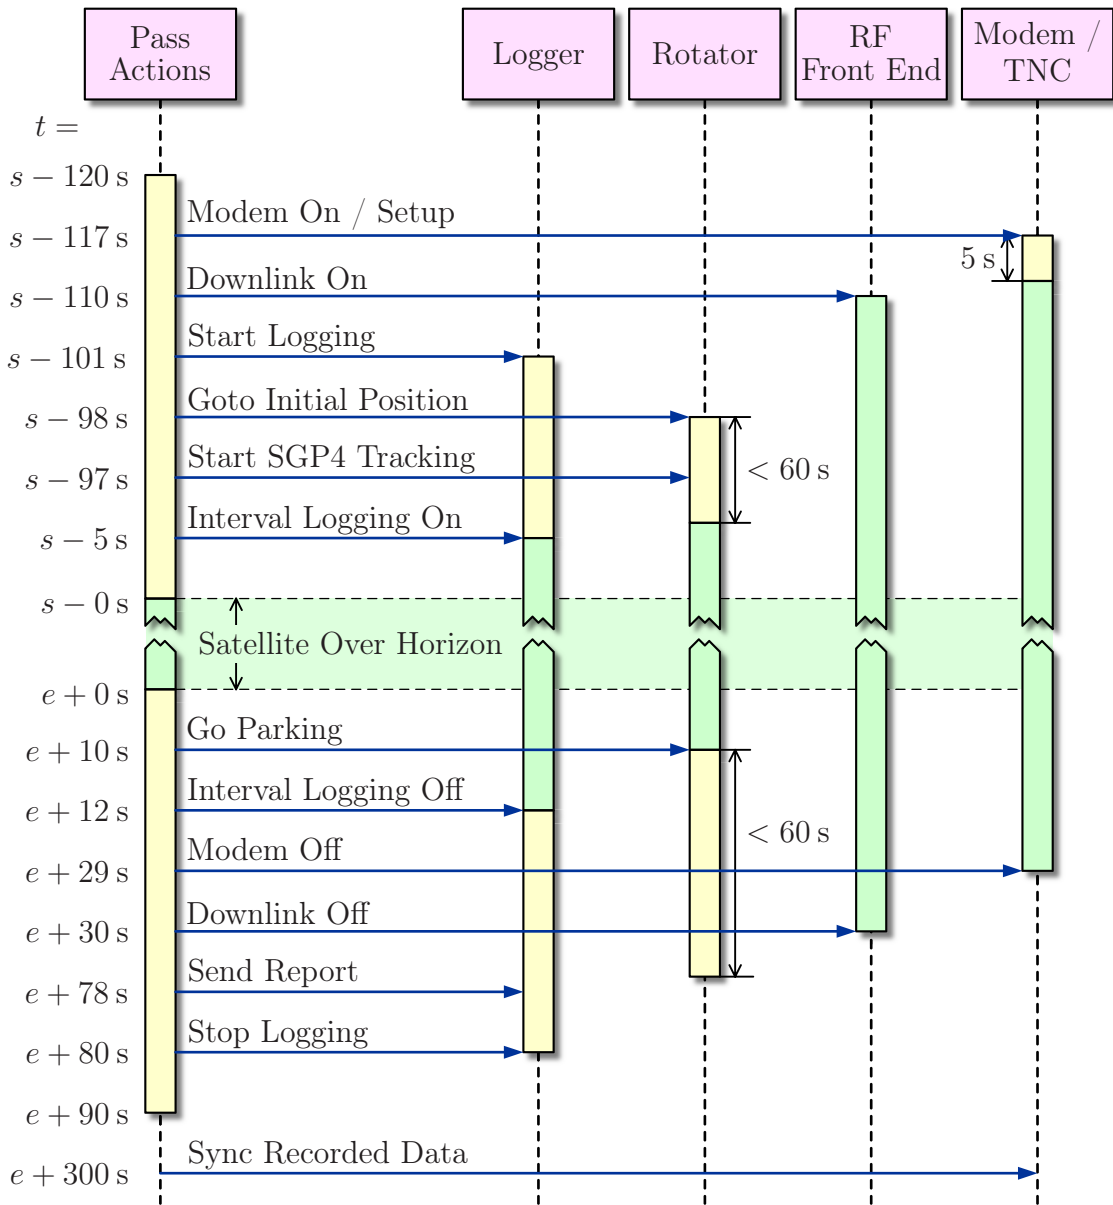 Pass
Actions
Logger
Rotator
RF
Front End
Modem /
TNC
t =
s − 120 s
Modem On / Setup
s − 117 s
5 s
Downlink On
s − 110 s
Start Logging
s − 101 s
Goto Initial Position
s − 98 s
Start SGP4 Tracking
< 60 s
s − 97 s
Interval Logging On
s − 5 s
s − 0 s
Satellite Over Horizon
e + 0 s
Go Parking
e + 10 s
Interval Logging Off
e + 12 s
< 60 s
Modem Off
e + 29 s
Downlink Off
e + 30 s
Send Report
e + 78 s
Stop Logging
e + 80 s
e + 90 s
Sync Recorded Data
e + 300 s